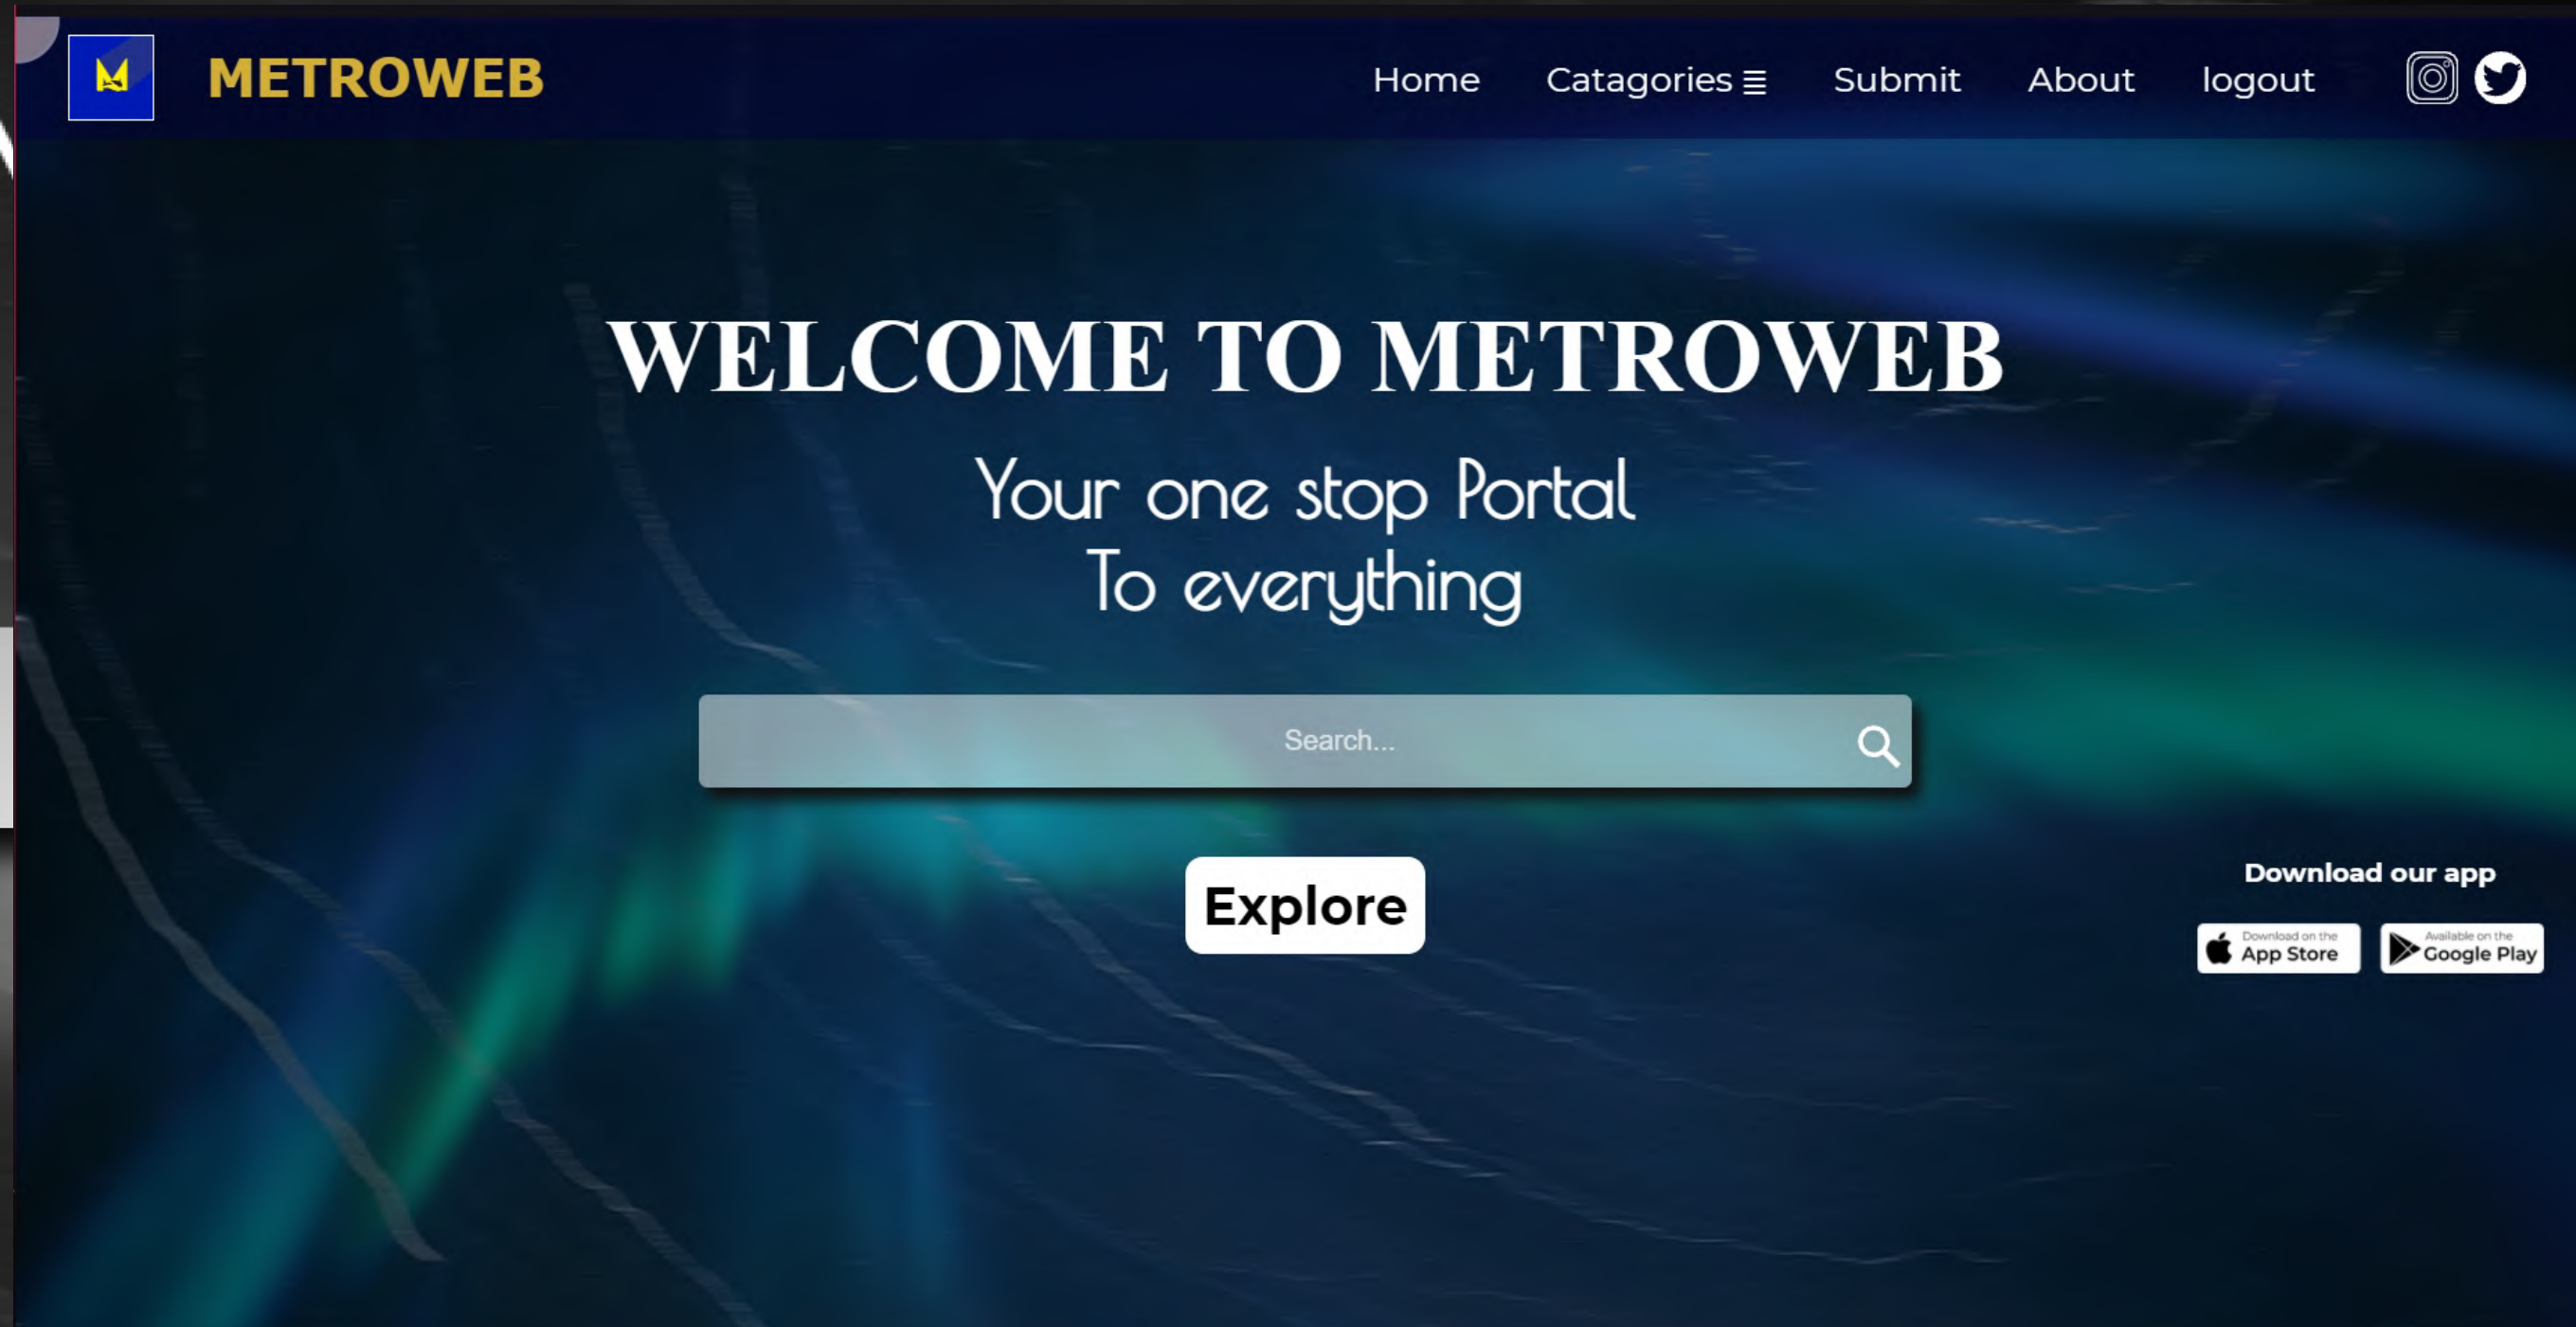 METROWEB
Home Catagories Submit About logout
WELCOME TO METROWEB
Your one stop Portal
To everything
Search...
Explore
Download our app
Download on the
App Store
Available on the
Google Play